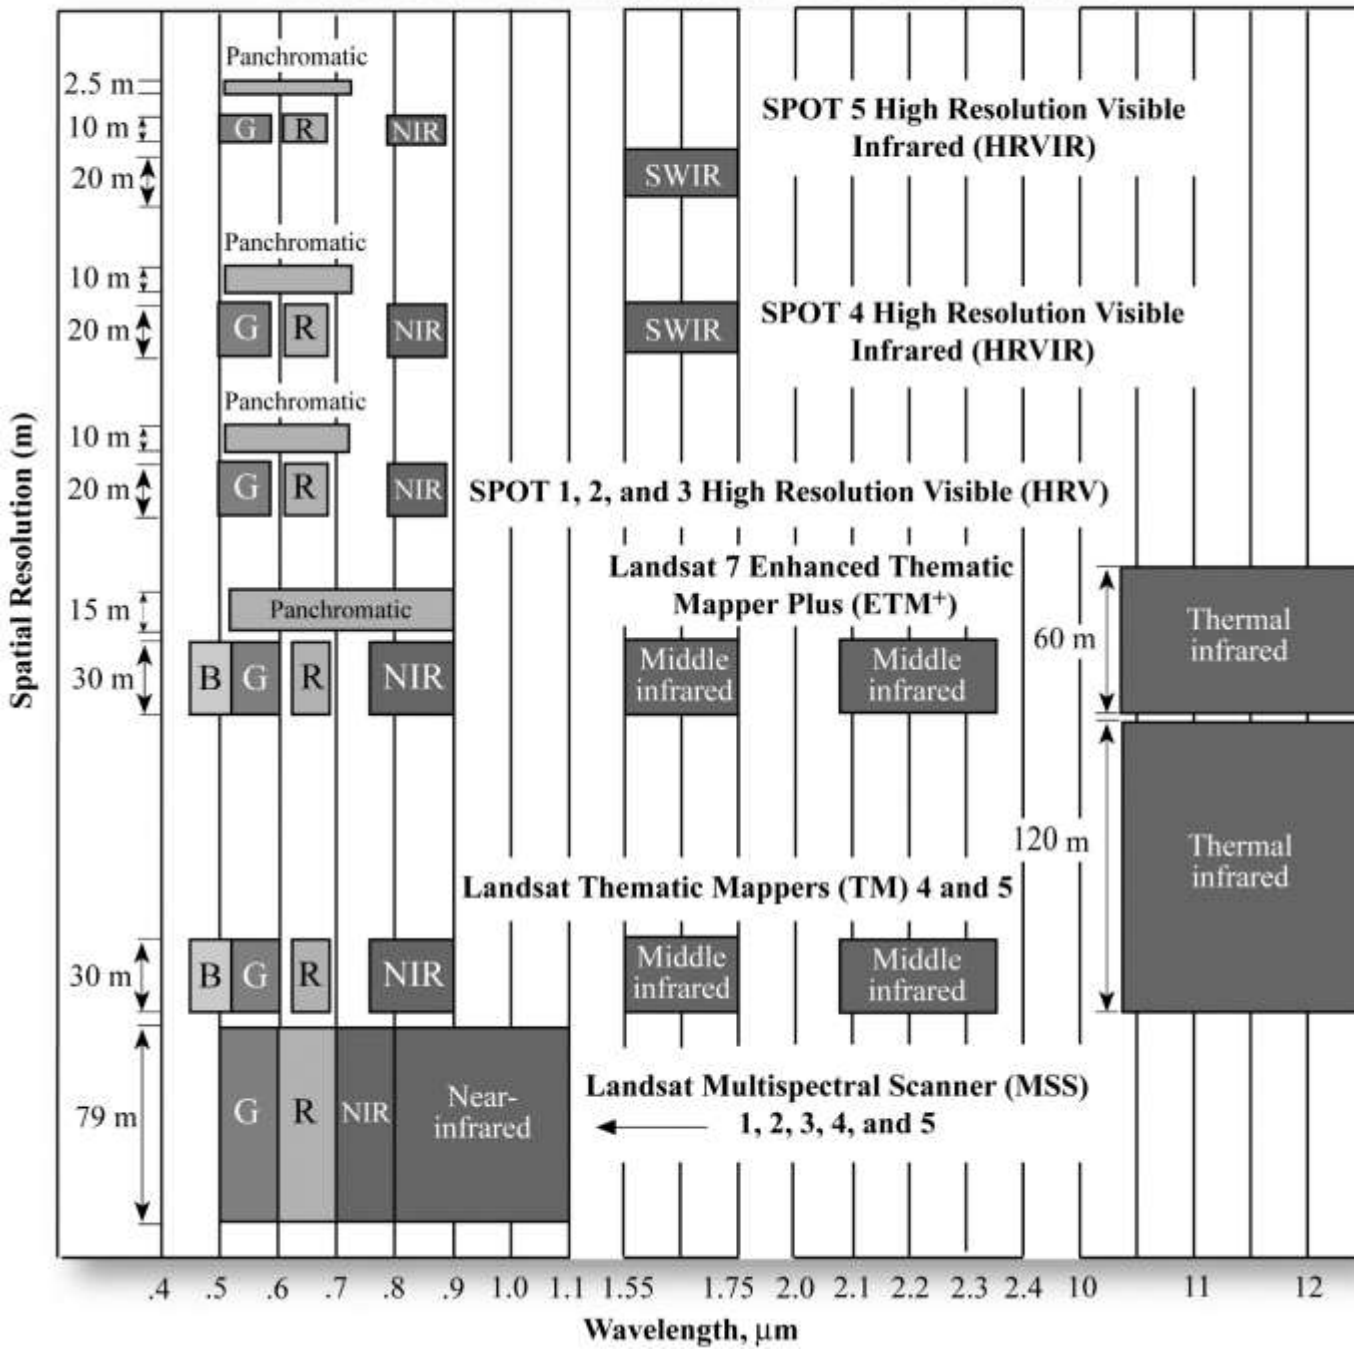 Panchromatic
2.5 m
SPOT 5 High Resolution Visible
Infrared (HRVIR)
10 m
G R NIR
20 m
SWIR
Panchromatic
10 m
20 m
G R NIR
SWIR
SPOT 4 High Resolution Visible
Infrared (HRVIR)
Panchromatic
10 m
20 m
G R NIR
SPOT 1, 2, and 3 High Resolution Visible (HRV)
Spatial Resolution (m)
Landsat 7 Enhanced Thematic
Mapper Plus (ETM+)
15 m
Panchromatic
30 m
B G R NIR
Middle
infrared
Middle
infrared
60 m
Thermal
infrared
120 m
Thermal
infrared
Landsat Thematic Mappers (TM) 4 and 5
30 m
B G R NIR
Middle
infrared
Middle
infrared
79 m
G R NIR
Near-
infrared
Landsat Multispectral Scanner (MSS)
1, 2, 3, 4, and 5
.4 .5 .6 .7 .8 .9 1.0 1.1 1.55 1.75 2.0 2.1 2.2 2.3 2.4 10 11 12
Wavelength, μm